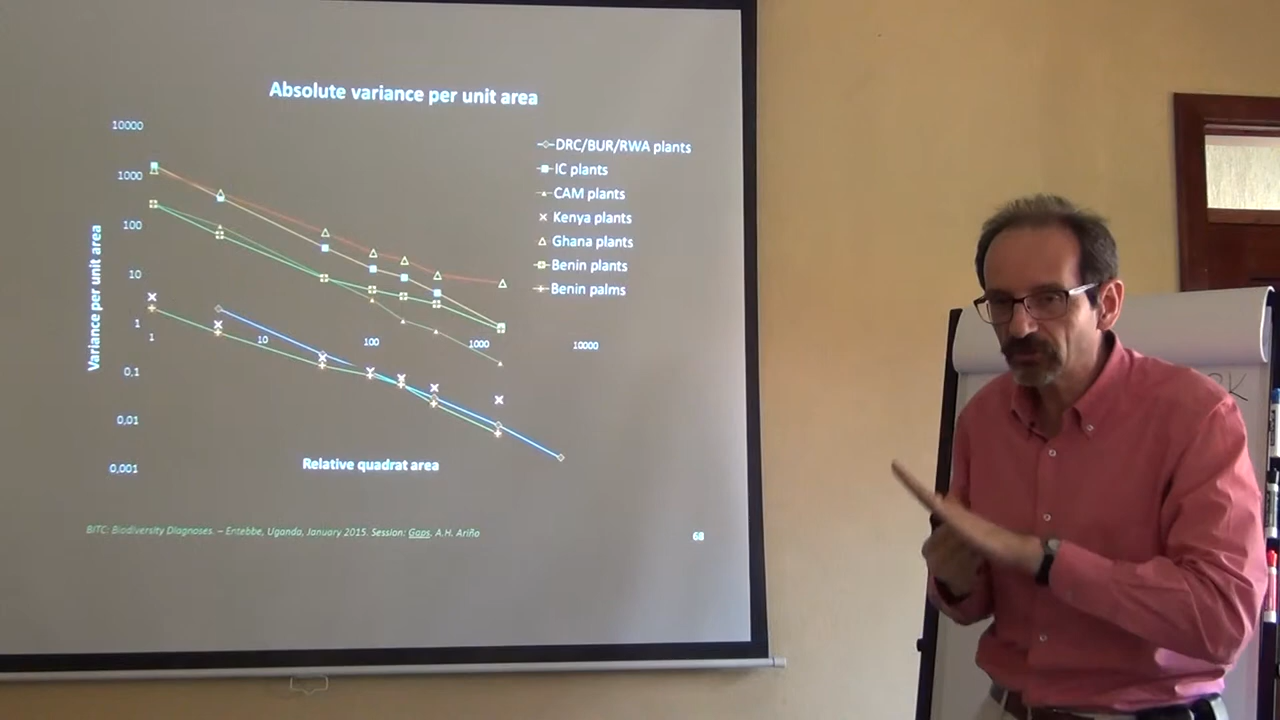 Absolute variance per unit area
10000
1000
100
10
1
0,1
0,01
0,001
Variance per unit area
1
10
100
1000
10000
Relative quadrat area
DRC/BUR/RWA plants
IC plants
CAM plants
Kenya plants
Ghana plants
Benin plants
Benin palms
BITC: Biodiversity Diagnoses. – Entebbe, Uganda, January 2015. Session: Gaps. A.H. Ariño
68